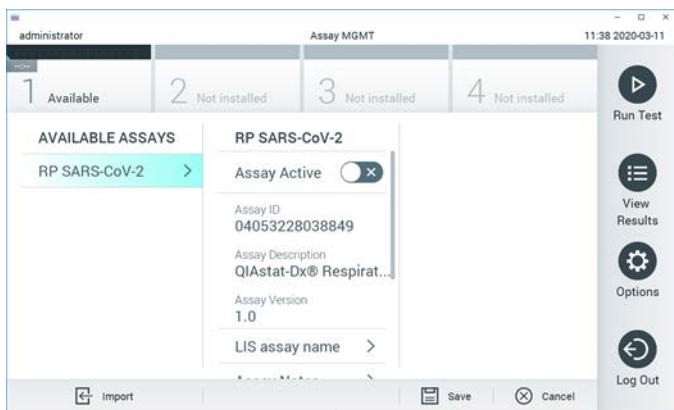 administrator
Assay MGMT
11:38 2020-03-11
1 Available
2 Not installed
3 Not installed
4 Not installed
Run Test
View
Results
Options
Log Out
AVAILABLE ASSAYS
RP SARS-CoV-2
RP SARS-CoV-2
Assay Active
Assay ID
04053228038849
Assay Description
QIAstat-Dx® Respirat...
Assay Version
1.0
LIS assay name
Import
Save
Cancel